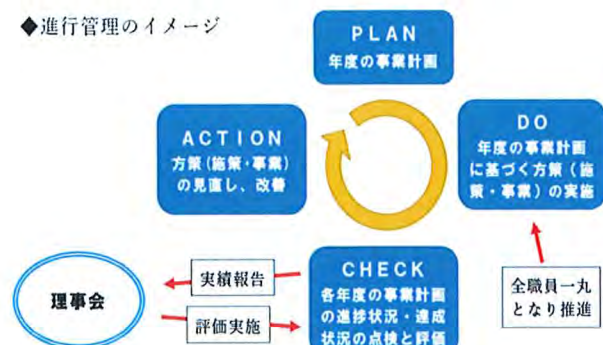 ◆進行管理のイメージ
PLAN
年度の事業計画
ACTION
方策(施策・事業)
の見直し、改善
DO
年度の事業計画
に基づく方策(施
策・事業)の実施
CHECK
各年度の事業計画
の進捗状況・達成
状況の点検と評価
理事会
実績報告
評価実施
全職員一丸
となり推進